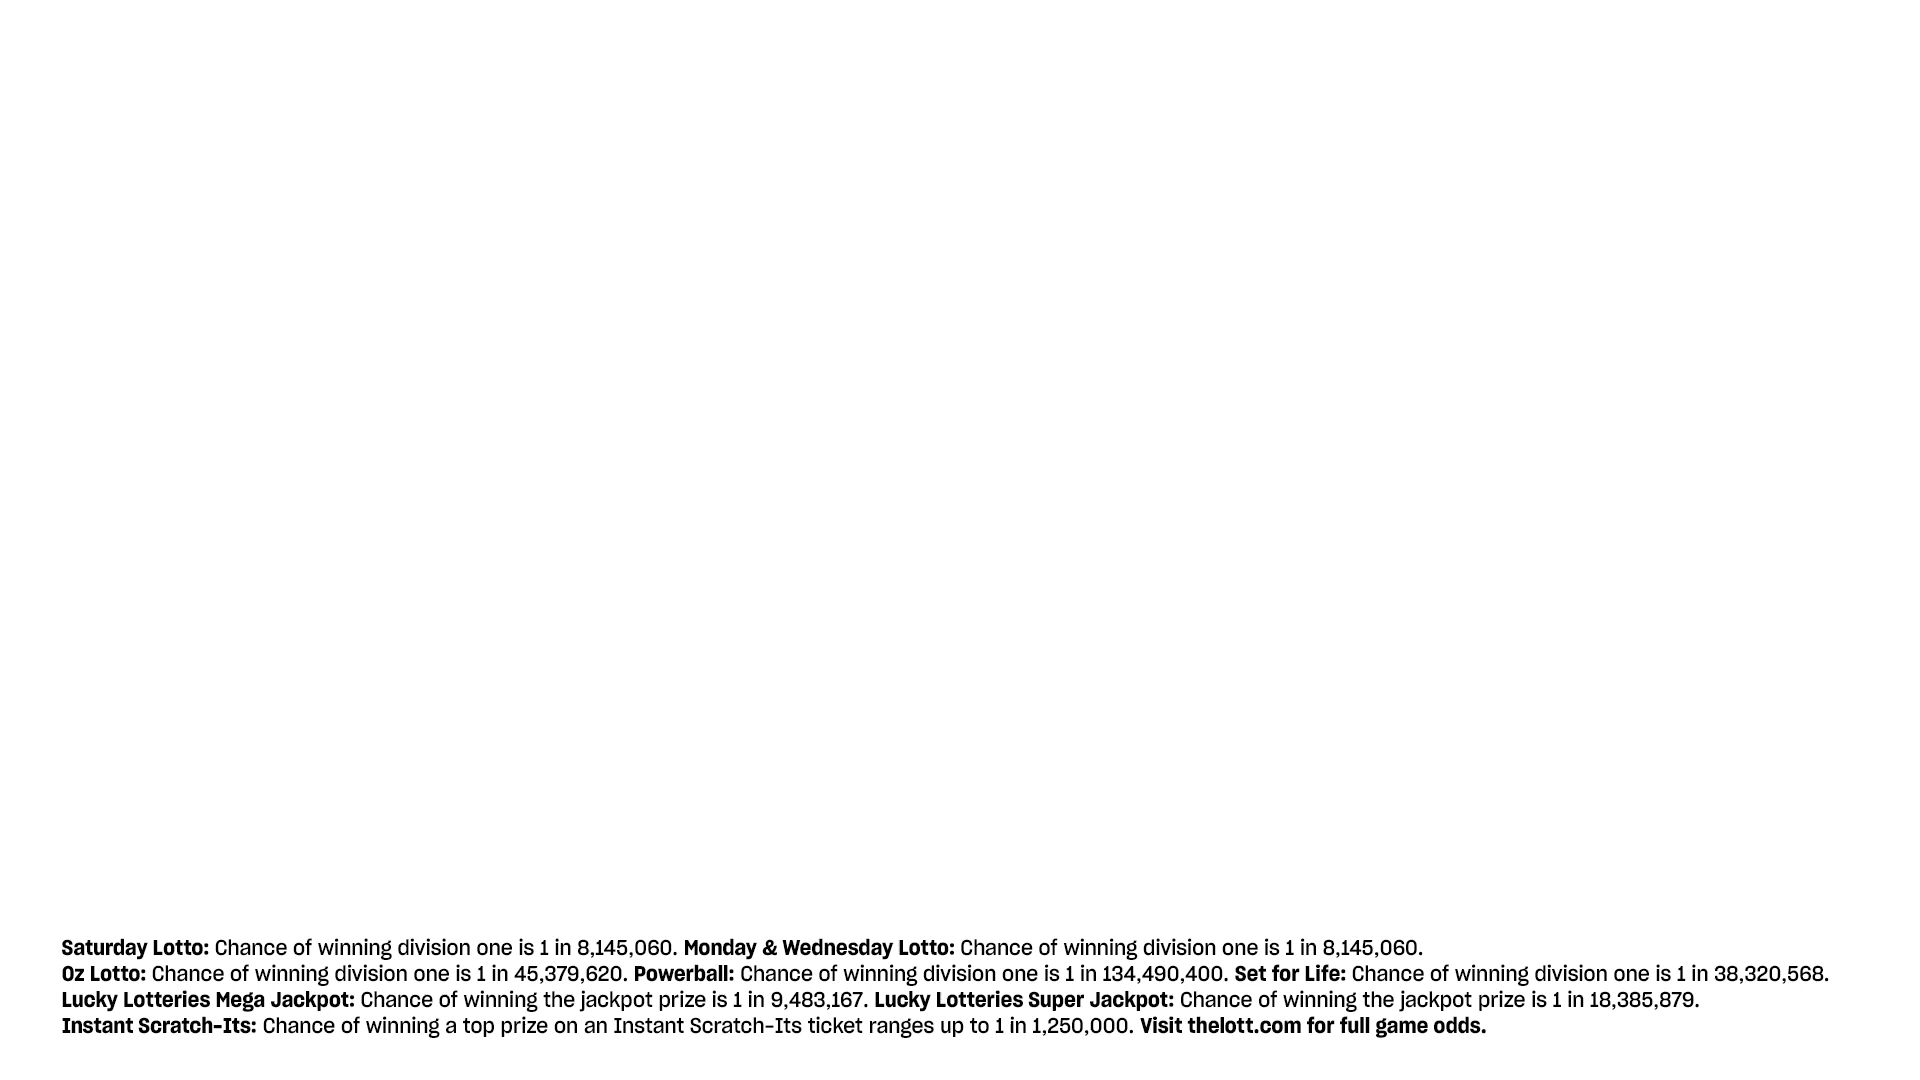 Saturday Lotto: Chance of winning division one is 1 in 8,145,060. Monday & Wednesday Lotto: Chance of winning division one is 1 in 8,145,060.
Oz Lotto: Chance of winning division one is 1 in 45,379,620. Powerball: Chance of winning division one is 1 in 134,490,400. Set for Life: Chance of winning division one is 1 in 38,320,568.
Lucky Lotteries Mega Jackpot: Chance of winning the jackpot prize is 1 in 9,483,167. Lucky Lotteries Super Jackpot: Chance of winning the jackpot prize is 1 in 18,385,879.
Instant Scratch-Its: Chance of winning a top prize on an Instant Scratch-Its ticket ranges up to 1 in 1,250,000. Visit thelott.com for full game odds.